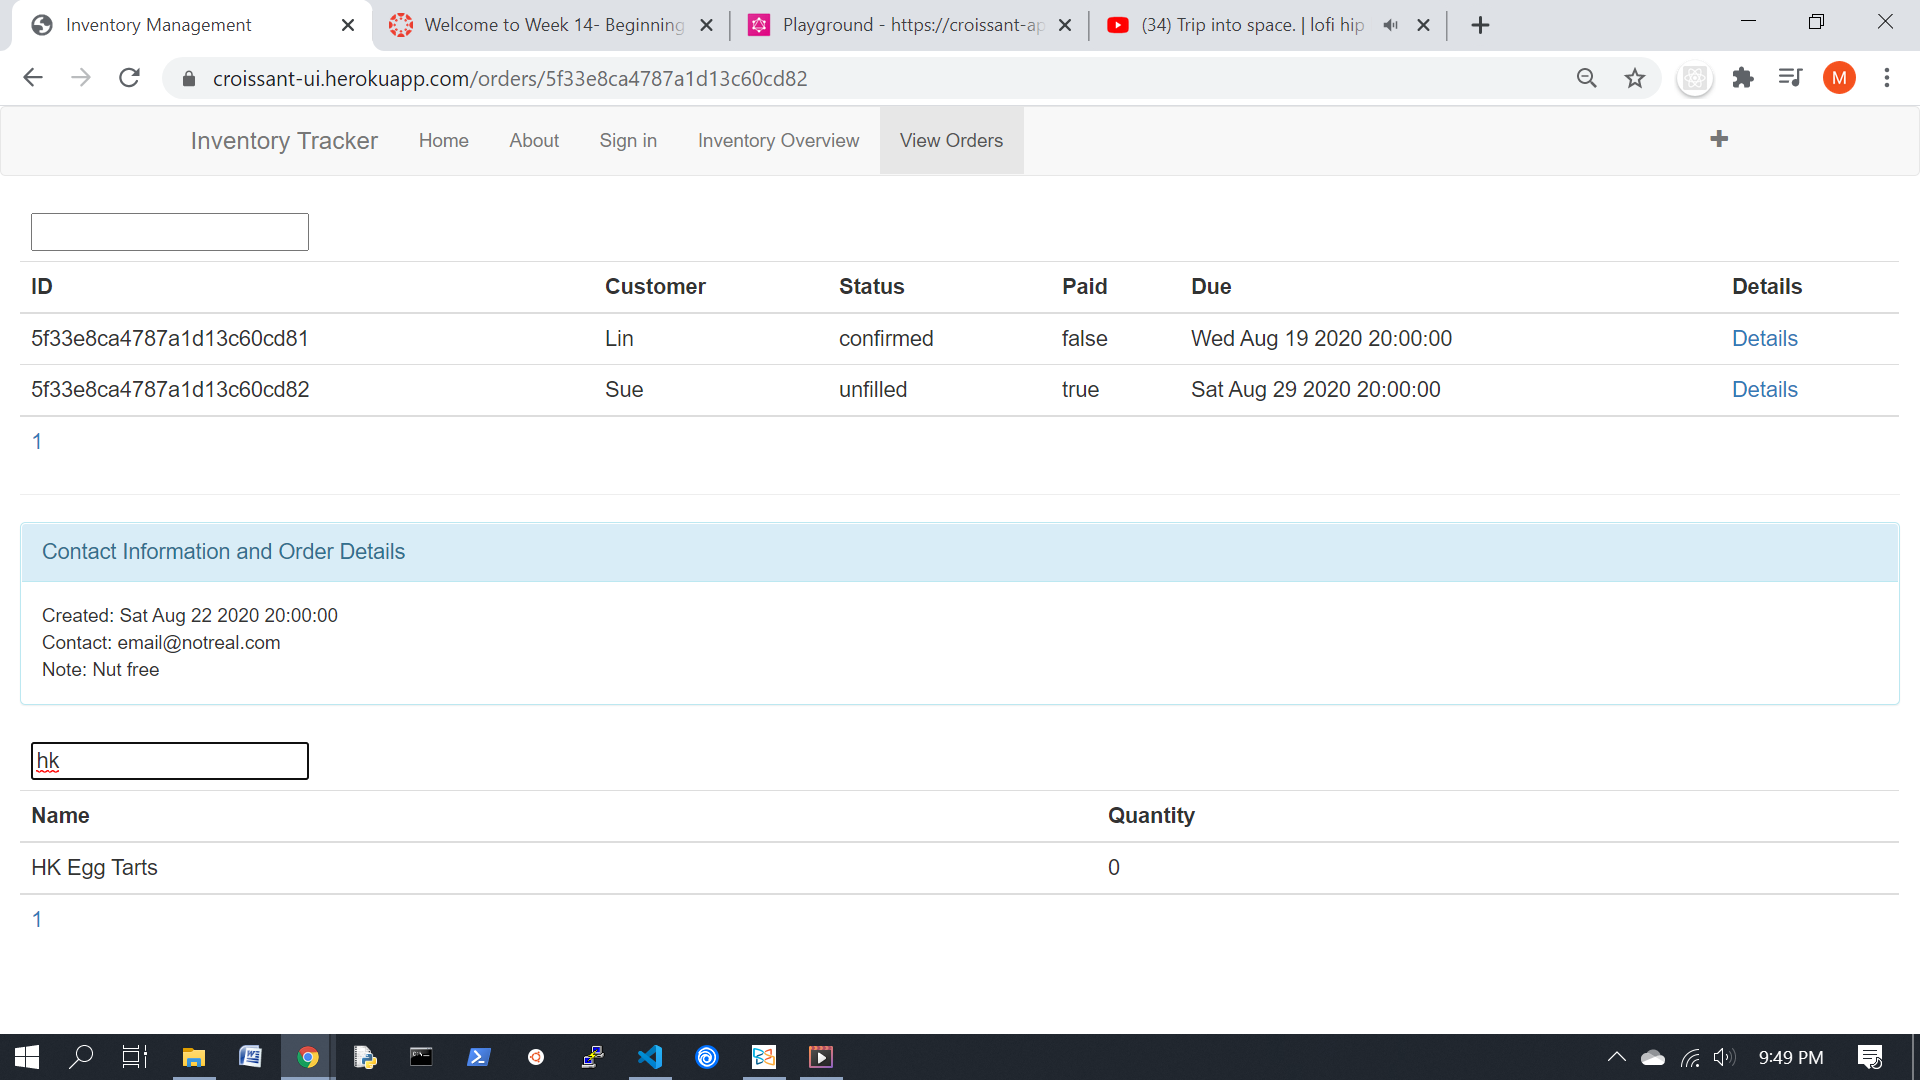 Inventory Management
Welcome to Week 14- Beginning
Playground - https://croissant-ap
(34) Trip into space. | lofi hip
croissant-ui.herokuapp.com/orders/5f33e8ca4787a1d13c60cd82
M
Inventory Tracker Home About Sign in Inventory Overview View Orders
ID Customer Status Paid Due Details
5f33e8ca4787a1d13c60cd81 Lin confirmed false Wed Aug 19 2020 20:00:00 Details
5f33e8ca4787a1d13c60cd82 Sue unfilled true Sat Aug 29 2020 20:00:00 Details
1
Contact Information and Order Details
Created: Sat Aug 22 2020 20:00:00
Contact: email@notreal.com
Note: Nut free
hk
Name Quantity
HK Egg Tarts 0
1
9:49 PM